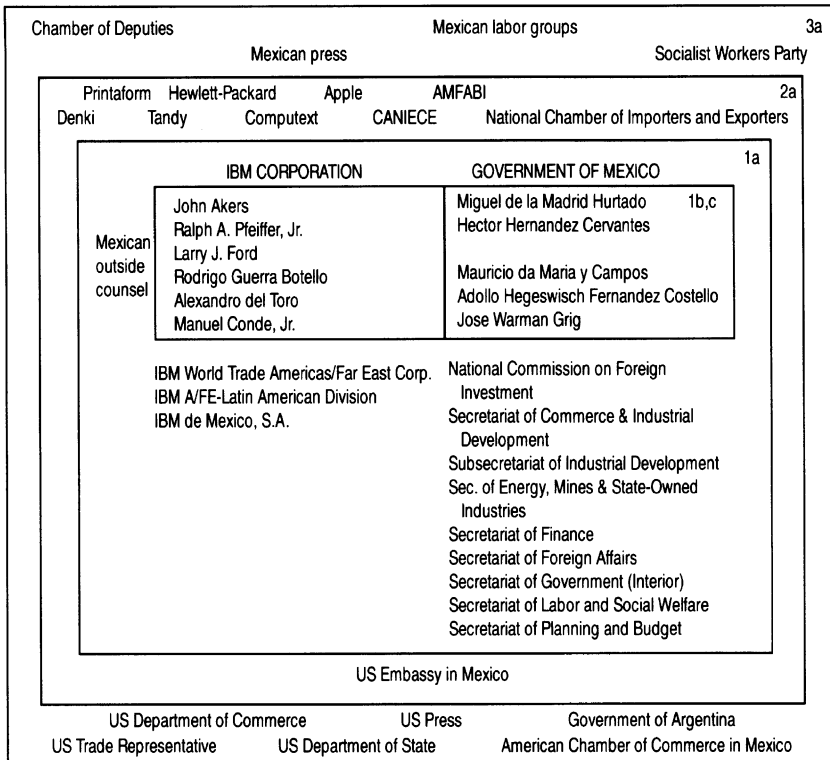 Chamber of Deputies Mexican labor groups 3a
Mexican press Socialist Workers Party
Printaform Hewlett-Packard Apple AMFABI 2a
Denki Tandy Computext CANIECE National Chamber of Importers and Exporters
1a
IBM CORPORATION GOVERNMENT OF MEXICO
Mexican
outside
counsel
John Akers
Ralph A. Pfeiffer, Jr.
Larry J. Ford
Rodrigo Guerra Botello
Alexandro del Toro
Manuel Conde, Jr.
Miguel de la Madrid Hurtado 1b,c
Hector Hernandez Cervantes
Mauricio da Maria y Campos
Adollo Hegeswisch Fernandez Costello
Jose Warman Grig
IBM World Trade Americas/Far East Corp.
IBM A/FE-Latin American Division
IBM de Mexico, S.A.
National Commission on Foreign
Investment
Secretariat of Commerce & Industrial
Development
Subsecretariat of Industrial Development
Sec. of Energy, Mines & State-Owned
Industries
Secretariat of Finance
Secretariat of Foreign Affairs
Secretariat of Government (Interior)
Secretariat of Labor and Social Welfare
Secretariat of Planning and Budget
US Embassy in Mexico
US Department of Commerce US Press Government of Argentina
US Trade Representative US Department of State American Chamber of Commerce in Mexico